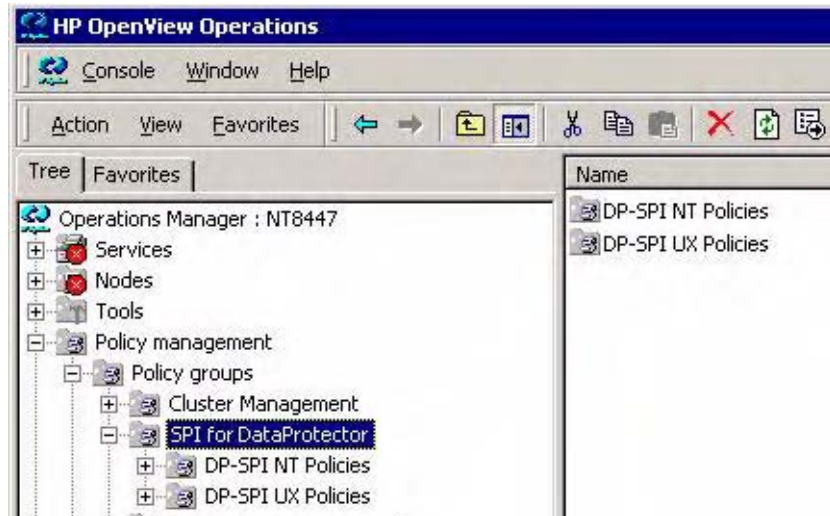 HP OpenView Operations
Console Window Help
Action View Favorites
Tree Favorites
Name
Operations Manager : NT8447
Services
Nodes
Tools
Policy management
Policy groups
Cluster Management
SPI for DataProtector
DP-SPI NT Policies
DP-SPI UX Policies
DP-SPI NT Policies
DP-SPI UX Policies